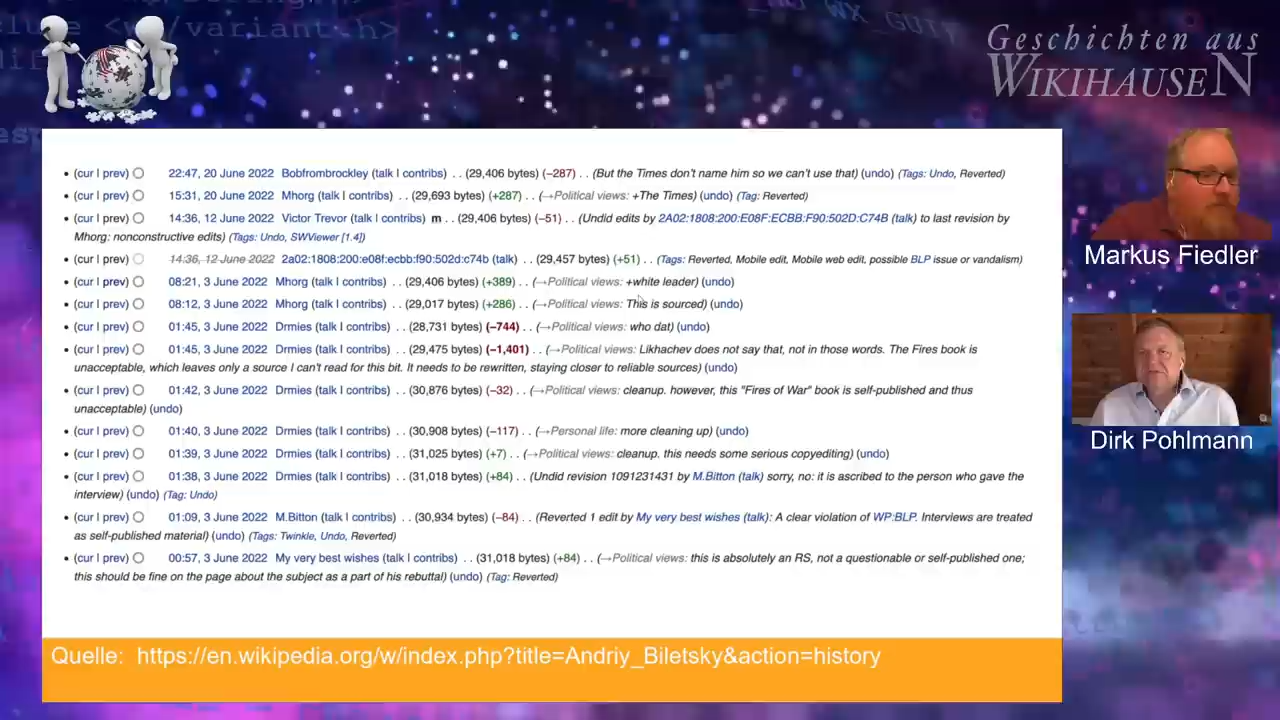 Geschichten aus
WIKIHAUSEN
• (cur | prev) 22:47, 20 June 2022 Bobfrombrockley (talk | contribs) . . (29,406 bytes) (−287) . . (But the Times don't name him so we can't use that) (undo) (Tags: Undo, Reverted)
• (cur | prev) 15:31, 20 June 2022 Mhorg (talk | contribs) . . (29,693 bytes) (+287) . . (→Political views: +The Times) (undo) (Tag: Reverted)
• (cur | prev) 14:36, 12 June 2022 Victor Trevor (talk | contribs) m . . (29,406 bytes) (−51) . . (Undid edits by 2A02:1808:200:E08F:ECBB:F90:502D:C74B (talk) to last revision by
Mhorg: nonconstructive edits) (Tags: Undo, SWViewer [1.4])
• (cur | prev) 14:36, 12 June 2022 2a02:1808:200:e08f:ecbb:f90:502d:c74b (talk) . . (29,457 bytes) (+51) . . (Tags: Reverted, Mobile edit, Mobile web edit, possible BLP issue or vandalism)
• (cur | prev) 08:21, 3 June 2022 Mhorg (talk | contribs) . . (29,406 bytes) (+389) . . (→Political views: +white leader) (undo)
• (cur | prev) 08:12, 3 June 2022 Mhorg (talk | contribs) . . (29,017 bytes) (+286) . . (→Political views: This is sourced) (undo)
• (cur | prev) 01:45, 3 June 2022 Drmies (talk | contribs) . . (28,731 bytes) (−744) . . (→Political views: who dat) (undo)
• (cur | prev) 01:45, 3 June 2022 Drmies (talk | contribs) . . (29,475 bytes) (−1,401) . . (→Political views: Likhachev does not say that, not in those words. The Fires book is
unacceptable, which leaves only a source I can't read for this bit. It needs to be rewritten, staying closer to reliable sources) (undo)
• (cur | prev) 01:42, 3 June 2022 Drmies (talk | contribs) . . (30,876 bytes) (−32) . . (→Political views: cleanup. however, this "Fires of War" book is self-published and thus
unacceptable) (undo)
• (cur | prev) 01:40, 3 June 2022 Drmies (talk | contribs) . . (30,908 bytes) (−117) . . (→Personal life: more cleaning up) (undo)
• (cur | prev) 01:39, 3 June 2022 Drmies (talk | contribs) . . (31,025 bytes) (+7) . . (→Political views: cleanup. this needs some serious copyediting) (undo)
• (cur | prev) 01:38, 3 June 2022 Drmies (talk | contribs) . . (31,018 bytes) (+84) . . (Undid revision 1091231431 by M.Bitton (talk) sorry, no: it is ascribed to the person who gave the
interview) (undo) (Tag: Undo)
• (cur | prev) 01:09, 3 June 2022 M.Bitton (talk | contribs) . . (30,934 bytes) (−84) . . (Reverted 1 edit by My very best wishes (talk): A clear violation of WP:BLP. Interviews are treated
as self-published material) (undo) (Tags: Twinkle, Undo, Reverted)
• (cur | prev) 00:57, 3 June 2022 My very best wishes (talk | contribs) . . (31,018 bytes) (+84) . . (→Political views: this is absolutely an RS, not a questionable or self-published one;
this should be fine on the page about the subject as a part of his rebuttal) (undo) (Tag: Reverted)
Markus Fiedler
Dirk Pohlmann
Quelle: https://en.wikipedia.org/w/index.php?title=Andriy_Biletsky&action=history